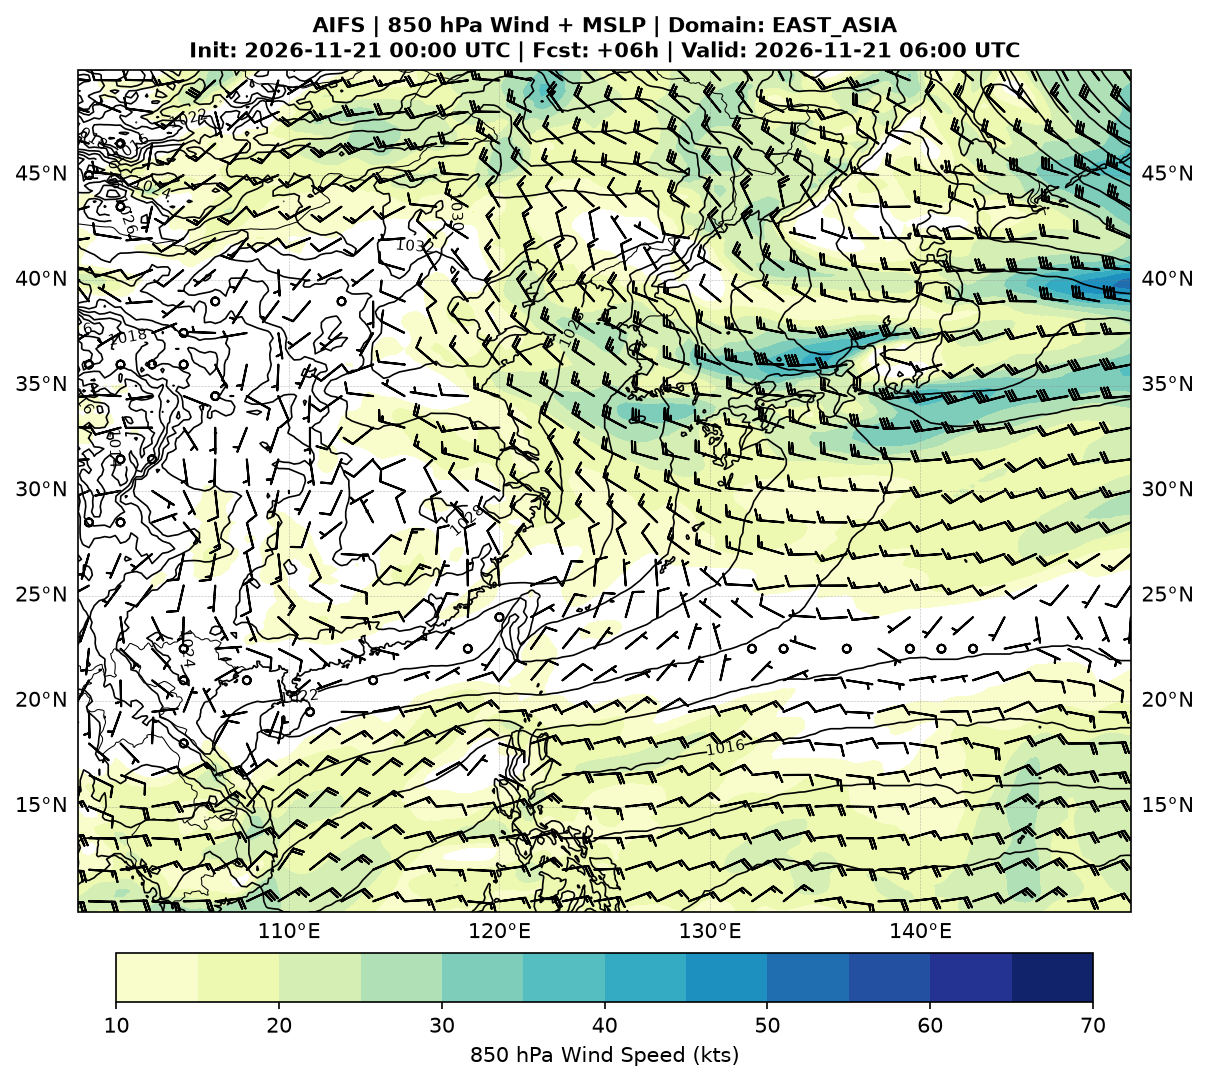 AIFS | 850 hPa Wind + MSLP | Domain: EAST_ASIA
Init: 2026-11-21 00:00 UTC | Fcst: +06h | Valid: 2026-11-21 06:00 UTC
45°N
40°N
35°N
30°N
25°N
20°N
15°N
45°N
40°N
35°N
30°N
25°N
20°N
15°N
1030
1032
1018
1028
1022
1016
110°E
120°E
130°E
140°E
10
20
30
40
50
60
70
850 hPa Wind Speed (kts)